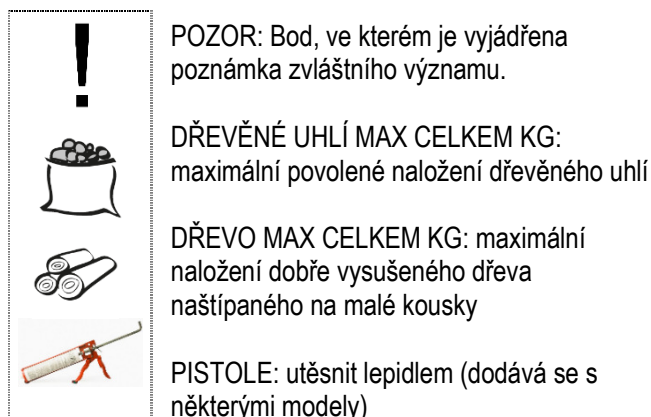 POZOR: Bod, ve kterém je vyjádřena
poznámka zvláštního významu.
DŘEVĚNÉ UHLÍ MAX CELKEM KG:
maximální povolené naložení dřevěného uhlí
DŘEVO MAX CELKEM KG: maximální
naložení dobře vysušeného dřeva
naštípaného na malé kousky
PISTOLE: utěsnit lepidlem (dodává se s
některými modely)